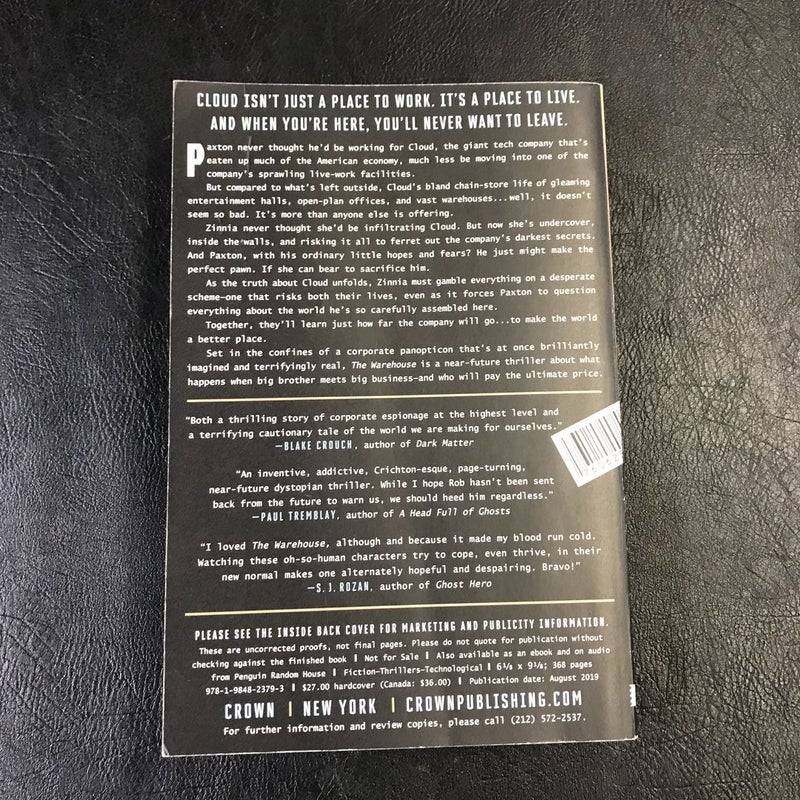 CLOUD ISN'T JUST A PLACE TO WORK. IT'S A PLACE TO LIVE.
AND WHEN YOU'RE HERE, YOU'LL NEVER WANT TO LEAVE.
Paxton never thought he'd be working for Cloud, the giant tech company that's
eaten up much of the American economy, much less be moving into one of the
company's sprawling live-work facilities.
But compared to what's left outside, Cloud's bland chain-store life of gleaming
entertainment halls, open-plan offices, and vast warehouses...well, it doesn't
seem so bad. It's more than anyone else is offering.
Zinnia never thought she'd be infiltrating Cloud. But now she's undercover,
inside the walls, and risking it all to ferret out the company's darkest secrets.
And Paxton, with his ordinary little hopes and fears? He just might make the
perfect pawn. If she can bear to sacrifice him.
As the truth about Cloud unfolds, Zinnia must gamble everything on a desperate
scheme—one that risks both their lives, even as it forces Paxton to question
everything about the world he's so carefully assembled here.
Together, they'll learn just how far the company will go...to make the world
a better place.
Set in the confines of a corporate panopticon that's at once brilliantly
imagined and terrifyingly real, The Warehouse is a near-future thriller about what
happens when big brother meets big business—and who will pay the ultimate price.
"Both a thrilling story of corporate espionage at the highest level and
a terrifying cautionary tale of the world we are making for ourselves."
—BLAKE CROUCH, author of Dark Matter
"An inventive, addictive, Crichton-esque, page-turning,
near-future dystopian thriller. While I hope Rob hasn't been sent
back from the future to warn us, we should heed him regardless."
—PAUL TREMBLAY, author of A Head Full of Ghosts
"I loved The Warehouse, although and because it made my blood run cold.
Watching these oh-so-human characters try to cope, even thrive, in their
new normal makes one alternately hopeful and despairing. Bravo!"
—S. J. ROZAN, author of Ghost Hero
PLEASE SEE THE INSIDE BACK COVER FOR MARKETING AND PUBLICITY INFORMATION.
These are uncorrected proofs, not final pages. Please do not quote for publication without
checking against the finished book | Not for Sale | Also available as an ebook and on audio
from Penguin Random House | Fiction—Thrillers—Technological | 6⅛ x 9¼; 368 pages
978-1-9848-2379-3 | $27.00 hardcover (Canada: $36.00) | Publication date: August 2019
CROWN | NEW YORK | CROWNPUBLISHING.COM
For further information and review copies, please call (212) 572-2537.